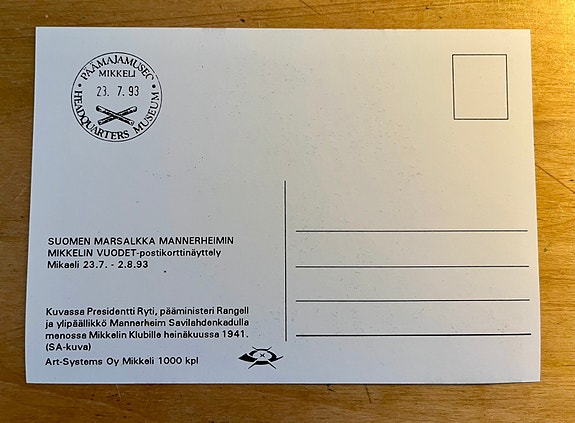 PÄÄMAJAMUSEO
MIKKELI
23. 7. 93
HEADQUARTERS MUSEUM
SUOMEN MARSALKKA MANNERHEIMIN
MIKKELIN VUODET-postikorttinäyttely
Mikaeli 23.7. - 2.8.93
Kuvassa Presidentti Ryti, pääministeri Rangell
ja ylipäällikkö Mannerheim Savilahdenkadulla
menossa Mikkelin Klubille heinäkuussa 1941.
(SA-kuva)
Art-Systems Oy Mikkeli 1000 kpl